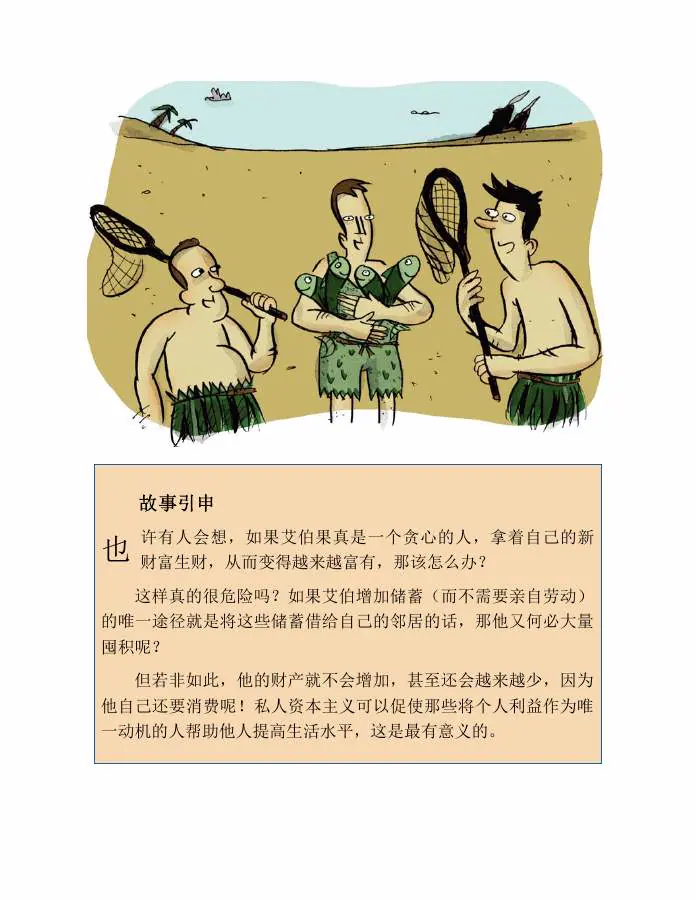 故事引申
也许有人会想，如果艾伯果真是一个贪心的人，拿着自己的新
财富生财，从而变得越来越富有，那该怎么办？
这样真的很危险吗？如果艾伯增加储蓄（而不需要亲自劳动）
的唯一途径就是将这些储蓄借给自己的邻居的话，那他又何必大量
囤积呢？
但若非如此，他的财产就不会增加，甚至还会越来越少，因为
他自己还要消费呢！私人资本主义可以促使那些将个人利益作为唯
一动机的人帮助他人提高生活水平，这是最有意义的。